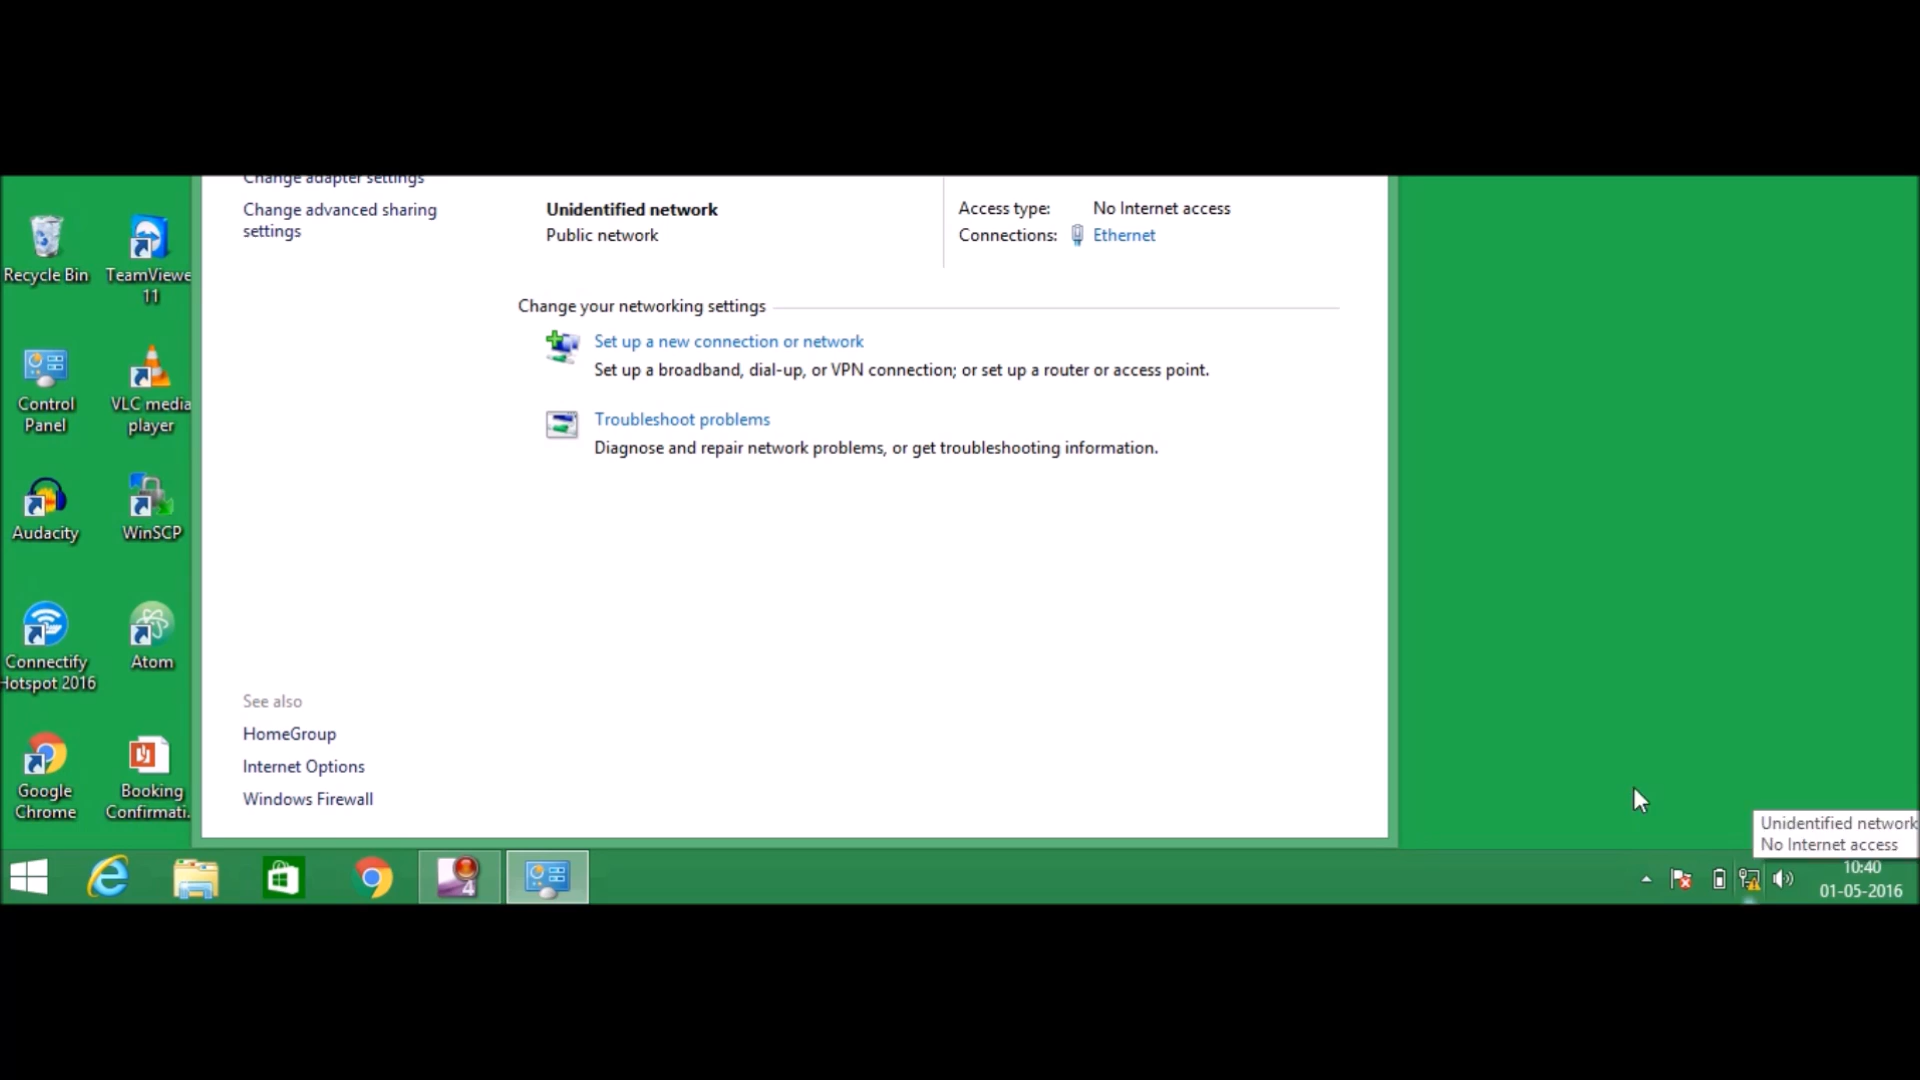 Change adapter settings
Change advanced sharing
settings
Unidentified network
Public network
Access type: No Internet access
Connections: Ethernet
Change your networking settings
Set up a new connection or network
Set up a broadband, dial-up, or VPN connection; or set up a router or access point.
Troubleshoot problems
Diagnose and repair network problems, or get troubleshooting information.
See also
HomeGroup
Internet Options
Windows Firewall
Recycle Bin
TeamViewe
11
Control
Panel
VLC media
player
Audacity
WinSCP
Connectify
Hotspot 2016
Atom
Google
Chrome
Booking
Confirmati..
Unidentified network
No Internet access
4
10:40
01-05-2016